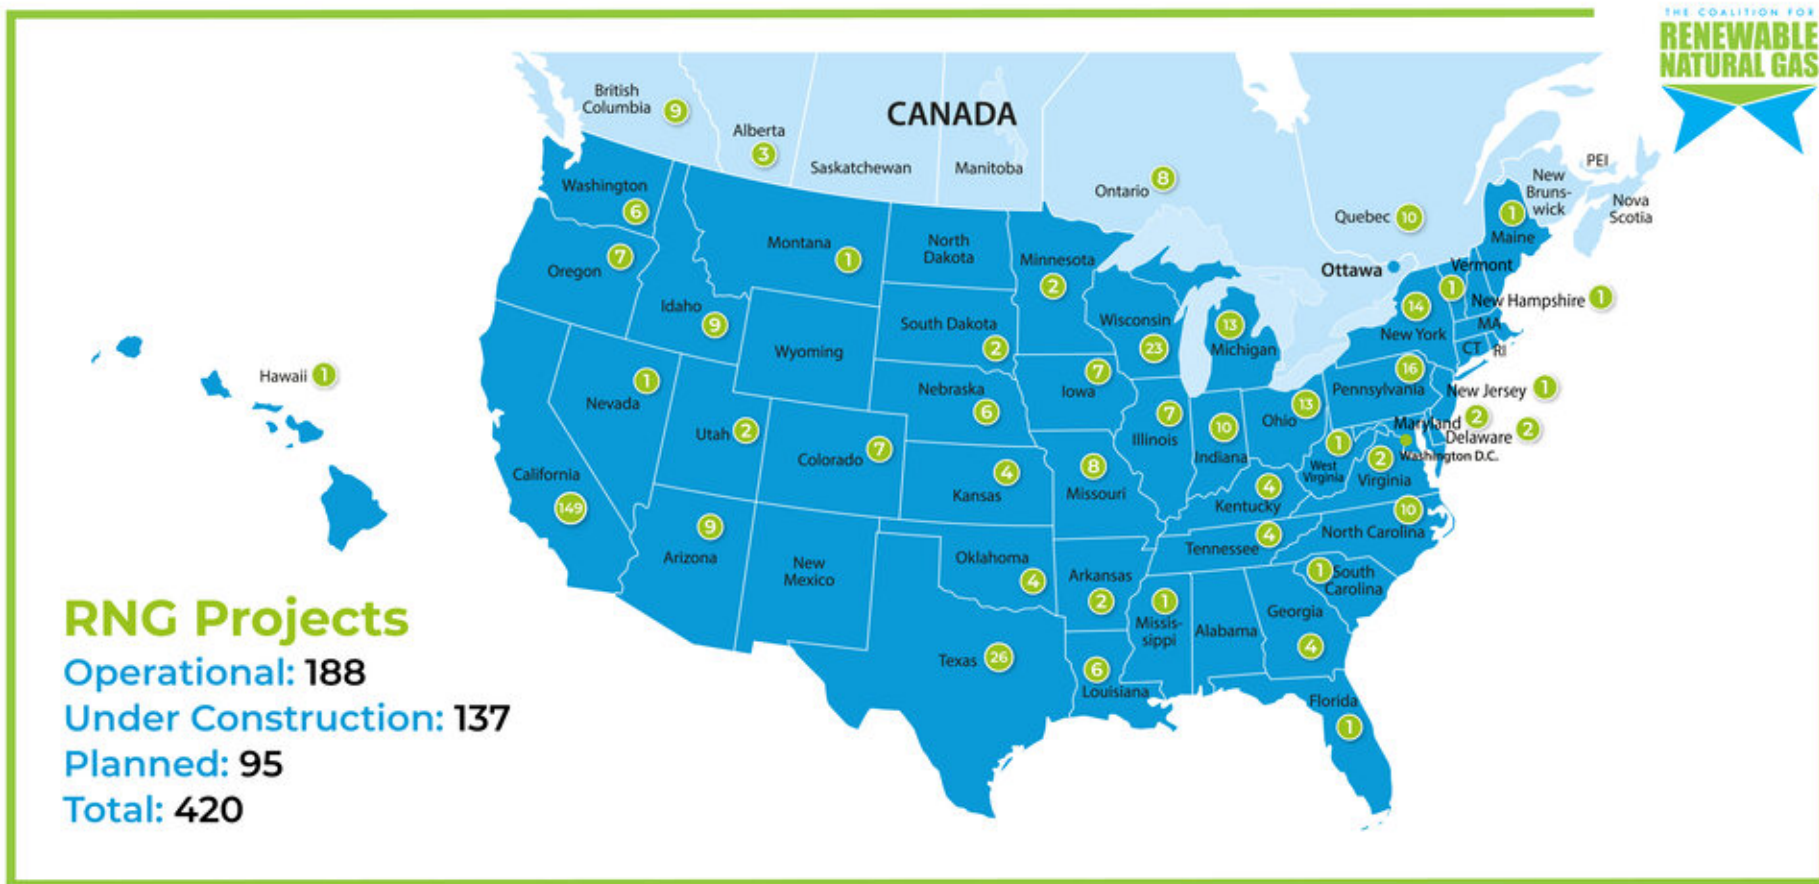 THE COALITION FOR
RENEWABLE
NATURAL GAS
British
Columbia
9
Alberta
3
CANADA
Saskatchewan
Manitoba
Ontario
8
Quebec
10
Ottawa
PEI
New
Bruns-
wick
Nova
Scotia
Washington
6
Oregon
7
Idaho
9
Montana
1
North
Dakota
Minnesota
2
Wisconsin
23
Michigan
13
New York
14
Vermont
1
Maine
1
New Hampshire
1
MA
CT
RI
South Dakota
2
Wyoming
Nebraska
6
Iowa
7
Illinois
7
Indiana
10
Ohio
13
Pennsylvania
16
New Jersey
1
Maryland
2
Delaware
2
Washington D.C.
West
Virginia
1
Virginia
2
Hawaii
1
Nevada
1
Utah
2
Colorado
7
Kansas
4
Missouri
8
Kentucky
4
California
149
Arizona
9
New
Mexico
Oklahoma
4
Arkansas
2
Tennessee
4
North Carolina
10
South
Carolina
1
Georgia
4
Alabama
Missis-
sippi
1
Louisiana
6
Texas
26
Florida
1
RNG Projects
Operational: 188
Under Construction: 137
Planned: 95
Total: 420